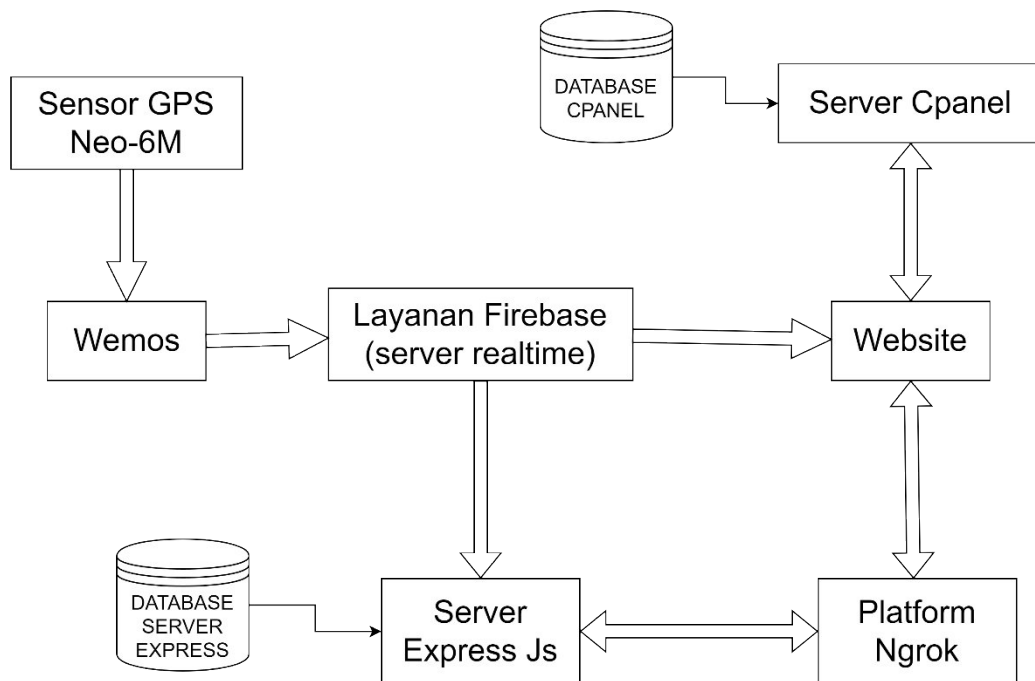 Sensor GPS
Neo-6M
DATABASE
CPANEL
Server Cpanel
Wemos
Layanan Firebase
(server realtime)
Website
DATABASE
SERVER
EXPRESS
Server
Express Js
Platform
Ngrok